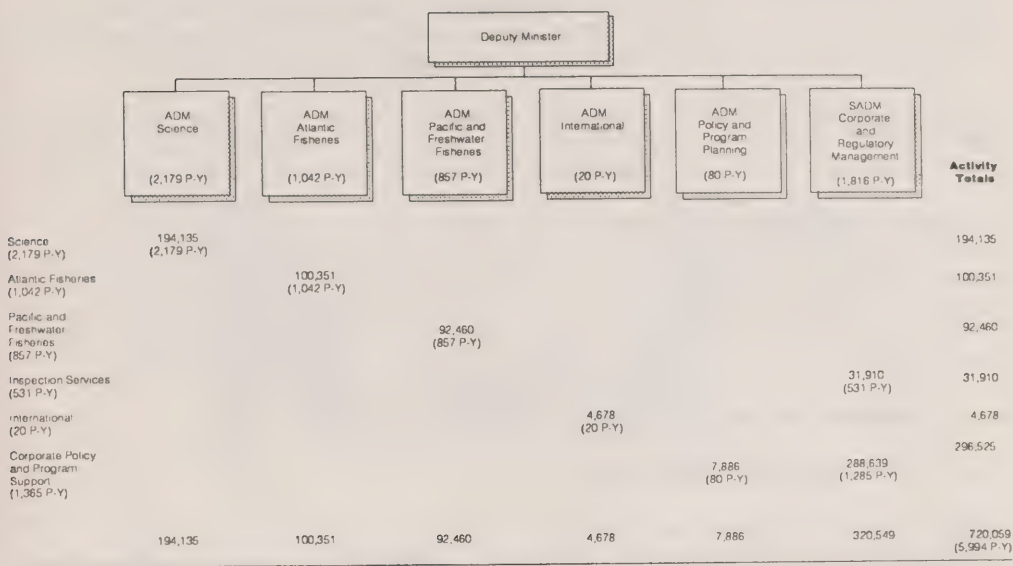 Deputy Minister
ADM
Science
(2,179 P-Y)
ADM
Atlantic
Fisheries
(1,042 P-Y)
ADM
Pacific and
Freshwater
Fisheries
(857 P-Y)
ADM
International
(20 P-Y)
ADM
Policy and
Program
Planning
(80 P-Y)
SADM
Corporate
and
Regulatory
Management
(1,816 P-Y)
Activity
Totals
Science
(2,179 P-Y)
194,135
(2,179 P-Y)
194,135
Atlantic Fisheries
(1,042 P-Y)
100,351
(1,042 P-Y)
100,351
Pacific and
Freshwater
Fisheries
(857 P-Y)
92,460
(857 P-Y)
92,460
Inspection Services
(531 P-Y)
31,910
(531 P-Y)
31,910
International
(20 P-Y)
4,678
(20 P-Y)
4,678
Corporate Policy
and Program
Support
(1,365 P-Y)
7,886
(80 P-Y)
288,639
(1,285 P-Y)
296,525
194,135 100,351 92,460 4,678 7,886 320,549 720,059
(5,994 P-Y)